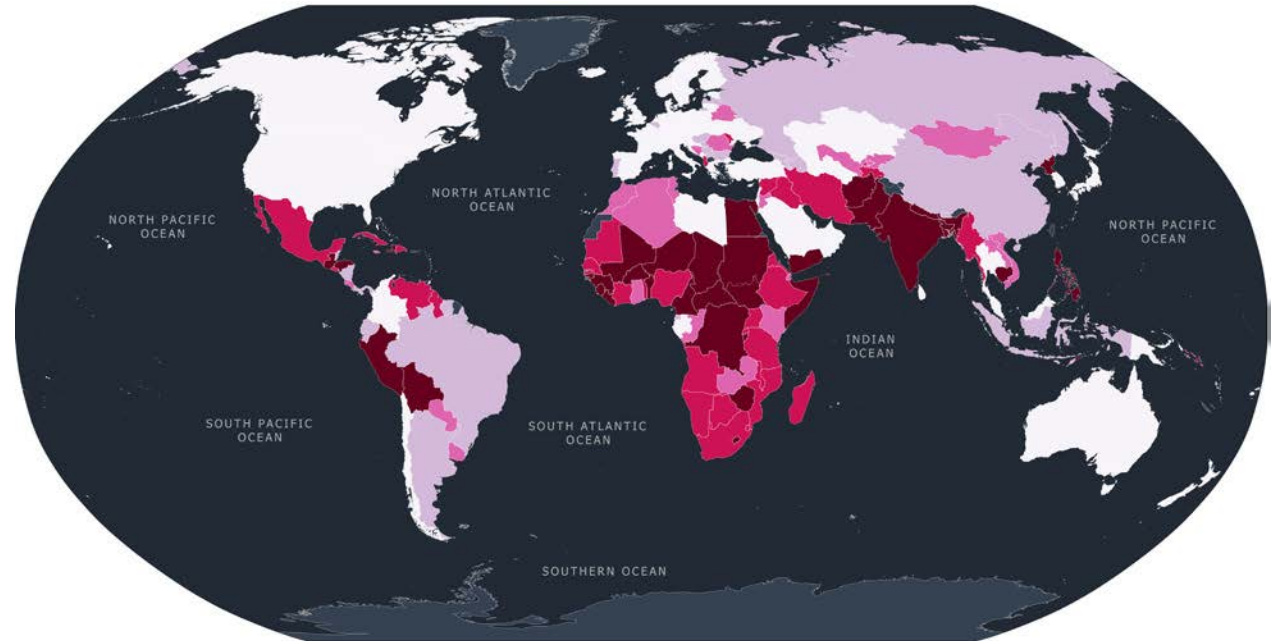 NORTH ATLANTIC
OCEAN
NORTH PACIFIC
OCEAN
NORTH PACIFIC
OCEAN
INDIAN
OCEAN
SOUTH PACIFIC
OCEAN
SOUTH ATLANTIC
OCEAN
SOUTHERN OCEAN